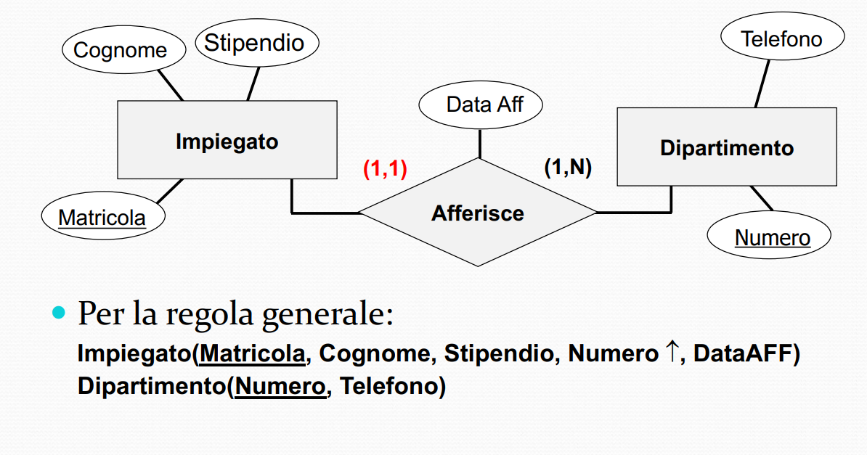 Cognome
Stipendio
Telefono
Data Aff
Impiegato
Dipartimento
(1,1)
(1,N)
Matricola
Afferisce
Numero
• Per la regola generale:
Impiegato(Matricola, Cognome, Stipendio, Numero ↑, DataAFF)
Dipartimento(Numero, Telefono)